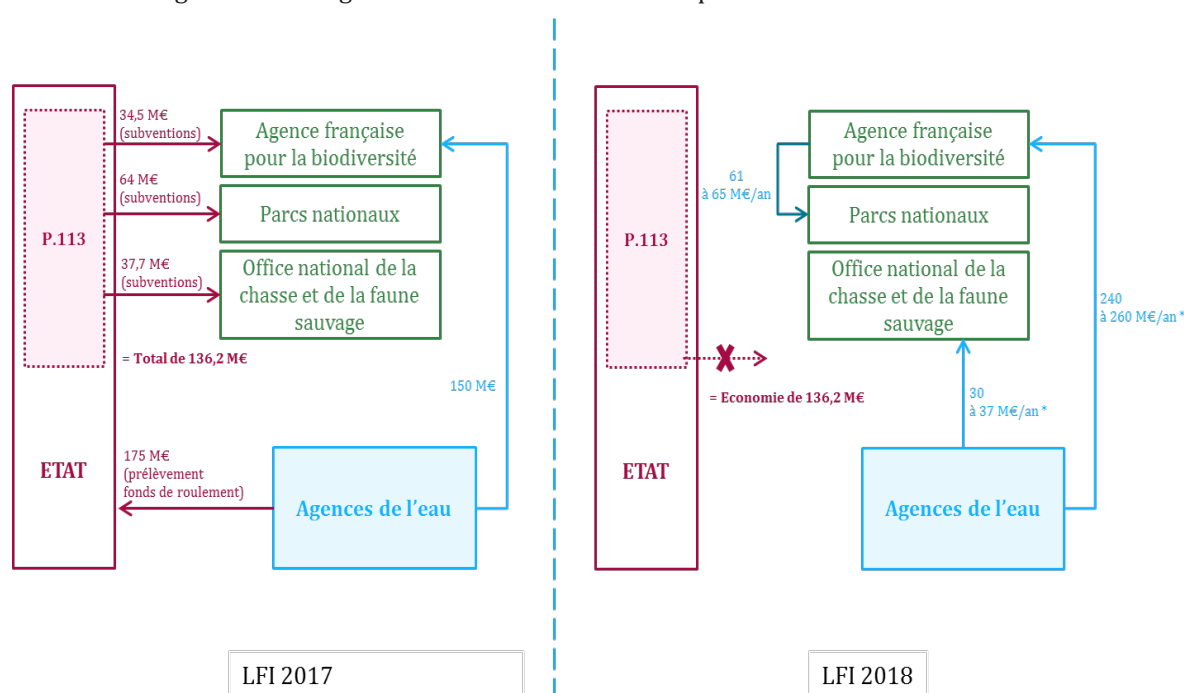 34,5 M€
(subventions)
Agence française
pour la biodiversité
64 M€
(subventions)
Parcs nationaux
P.113
37,7 M€
(subventions)
Office national de la
chasse et de la faune
sauvage
= Total de 136,2 M€
150 M€
ETAT
175 M€
(prélèvement
fonds de roulement)
Agences de l'eau
LFI 2017
Agence française
pour la biodiversité
61
à 65 M€/an
Parcs nationaux
P.113
Office national de la
chasse et de la faune
sauvage
240
à 260 M€/an *
= Economie de 136,2 M€
30
à 37 M€/an *
ETAT
Agences de l'eau
LFI 2018